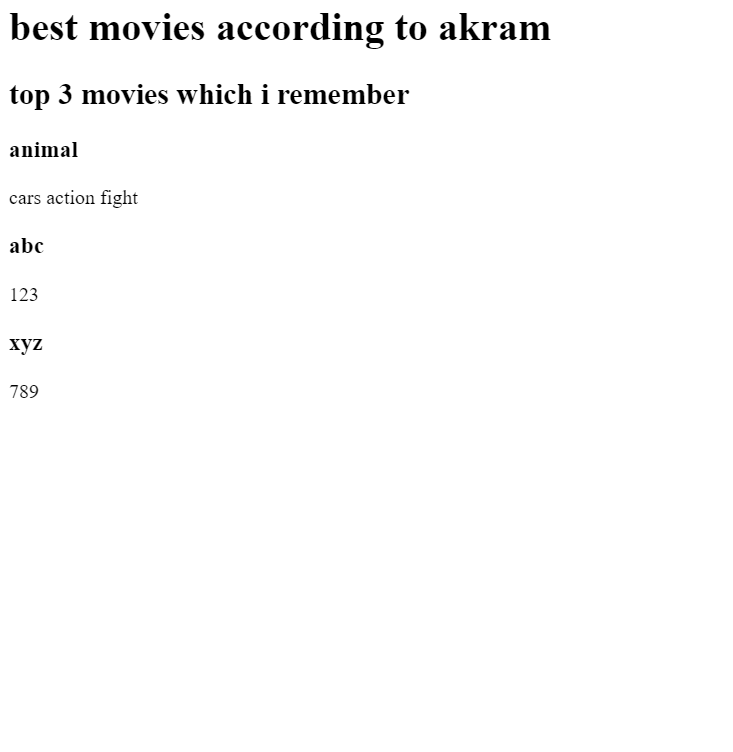 best movies according to akram
top 3 movies which i remember
animal
cars action fight
abc
123
xyz
789